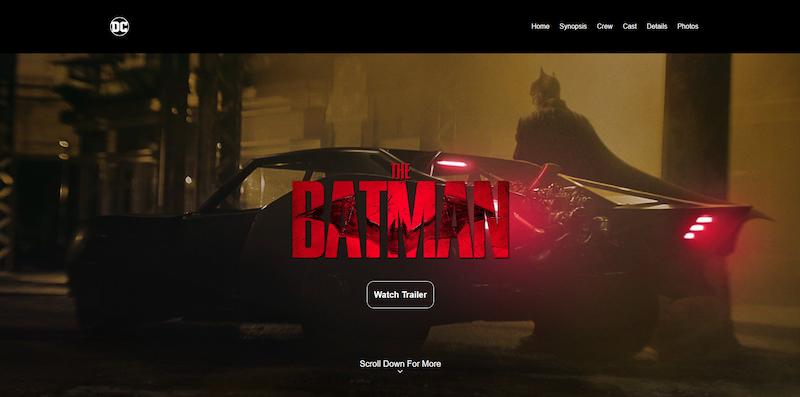 DC
Home Synopsis Crew Cast Details Photos
THE
BATMAN
Watch Trailer
Scroll Down For More